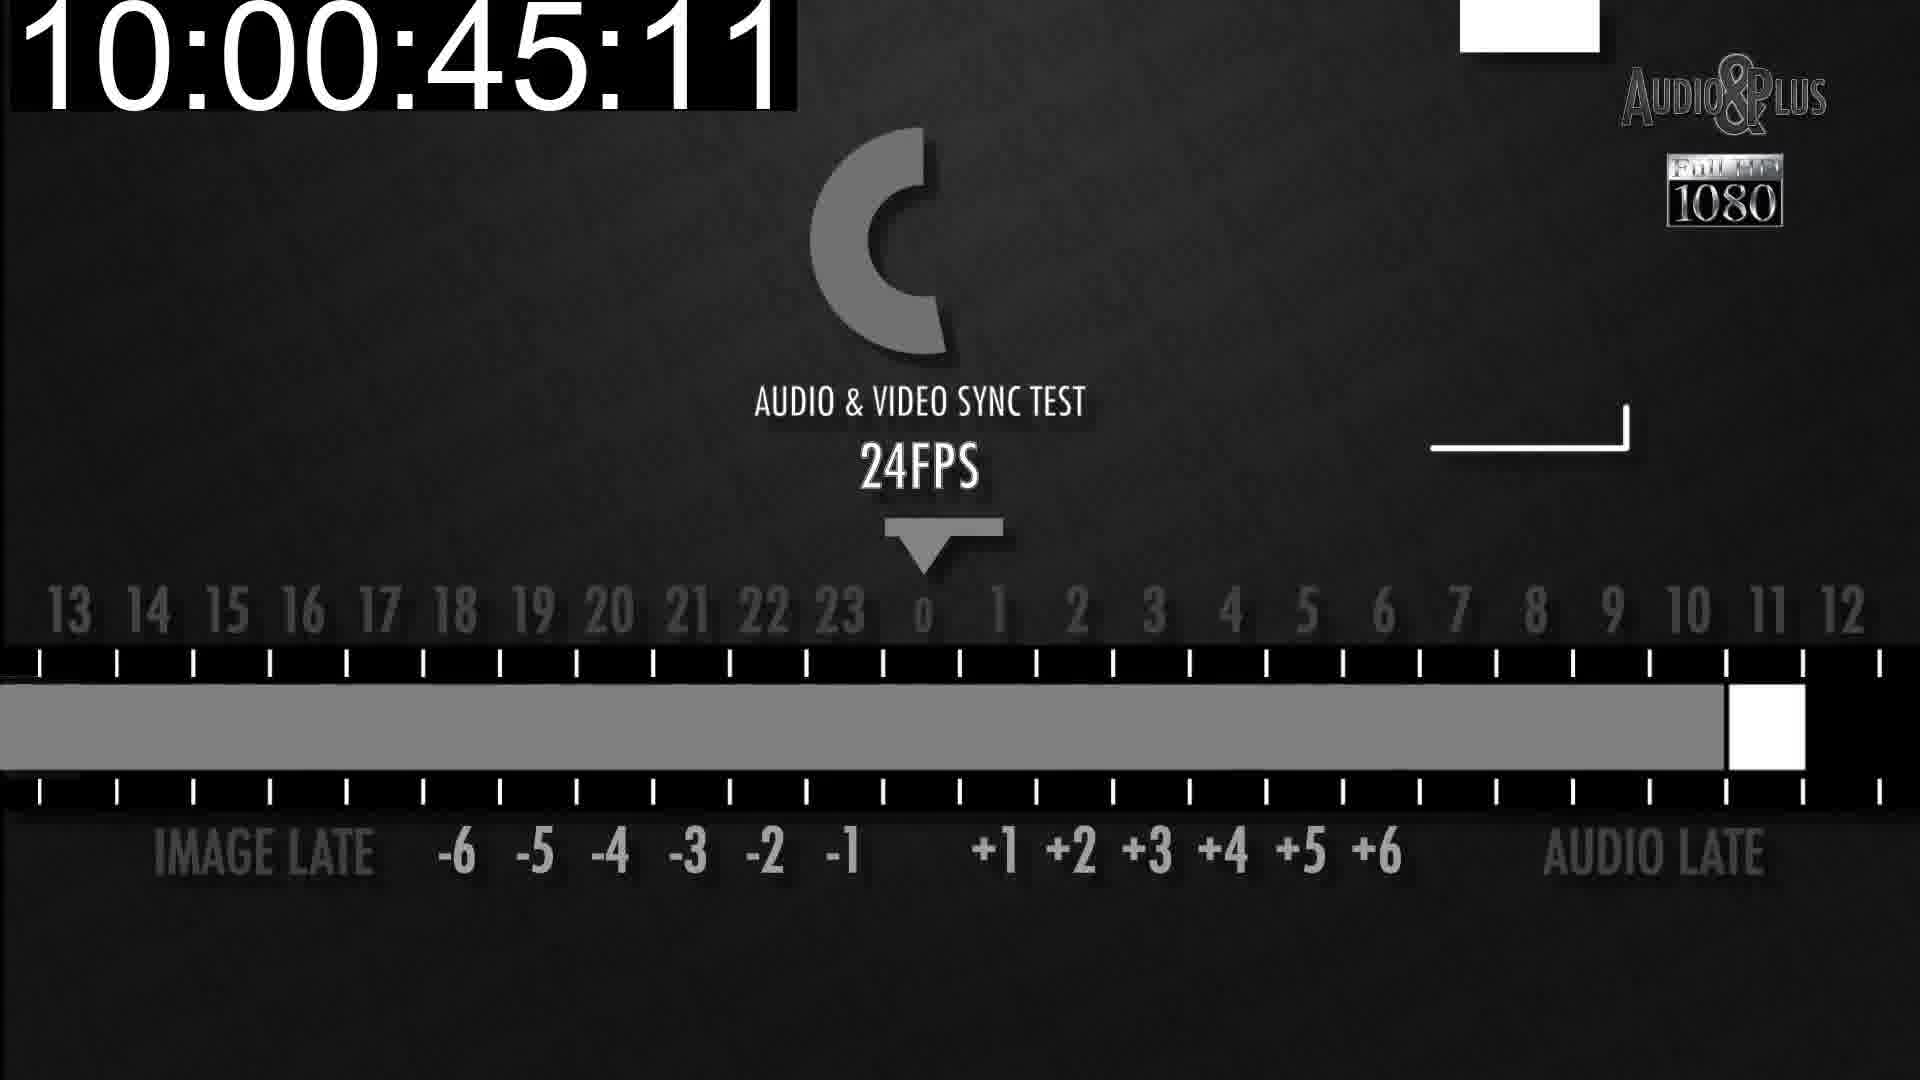 10:00:45:11
AUDIO&PLUS
Full HD
1080
AUDIO & VIDEO SYNC TEST
24FPS
13 14 15 16 17 18 19 20 21 22 23 0 1 2 3 4 5 6 7 8 9 10 11 12
IMAGE LATE -6 -5 -4 -3 -2 -1 +1 +2 +3 +4 +5 +6 AUDIO LATE